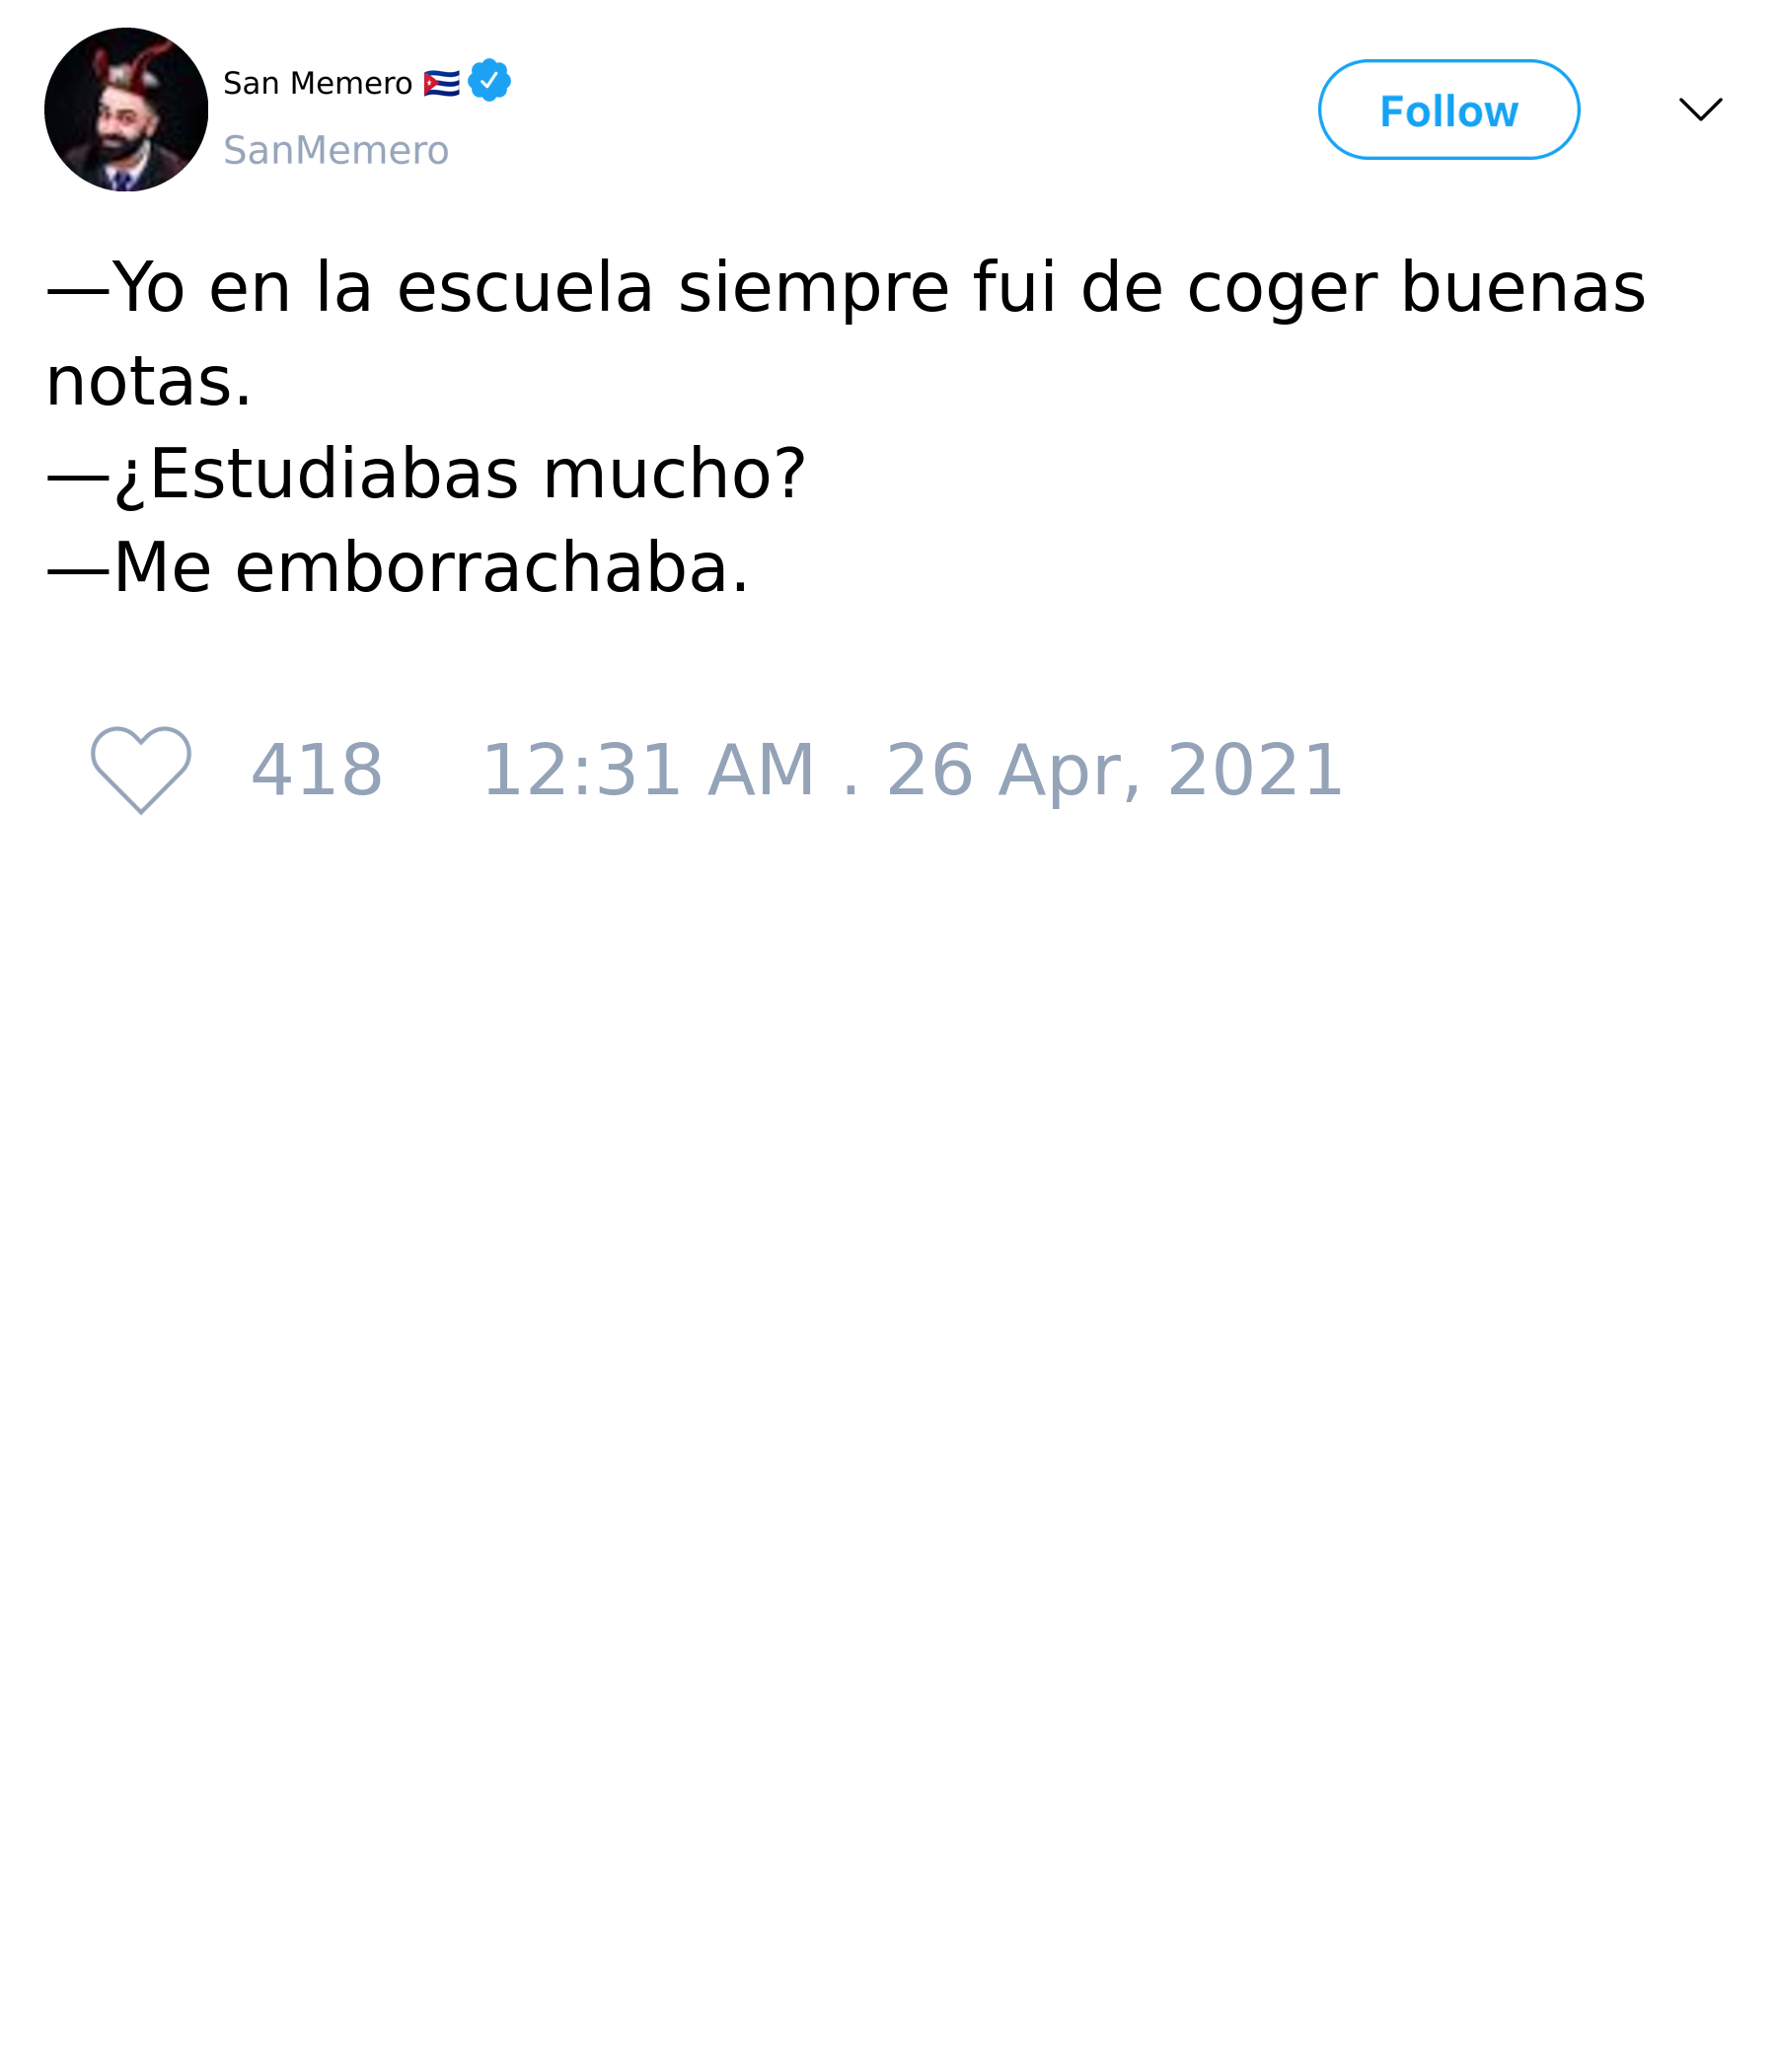 San Memero 🇨🇺
SanMemero
Follow
—Yo en la escuela siempre fui de coger buenas
notas.
—¿Estudiabas mucho?
—Me emborrachaba.
418 12:31 AM . 26 Apr, 2021